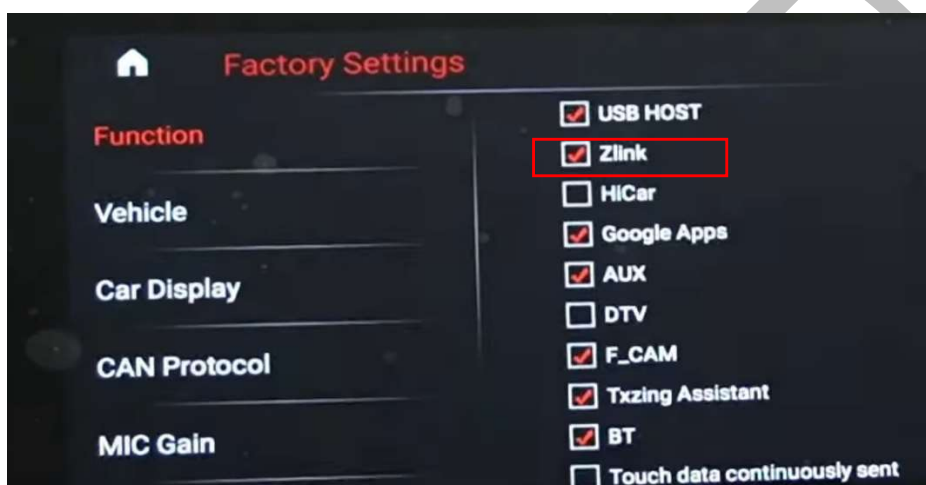 Factory Settings
Function
Vehicle
Car Display
CAN Protocol
MIC Gain
USB HOST
Zlink
HiCar
Google Apps
AUX
DTV
F_CAM
Txzing Assistant
BT
Touch data continuously sent